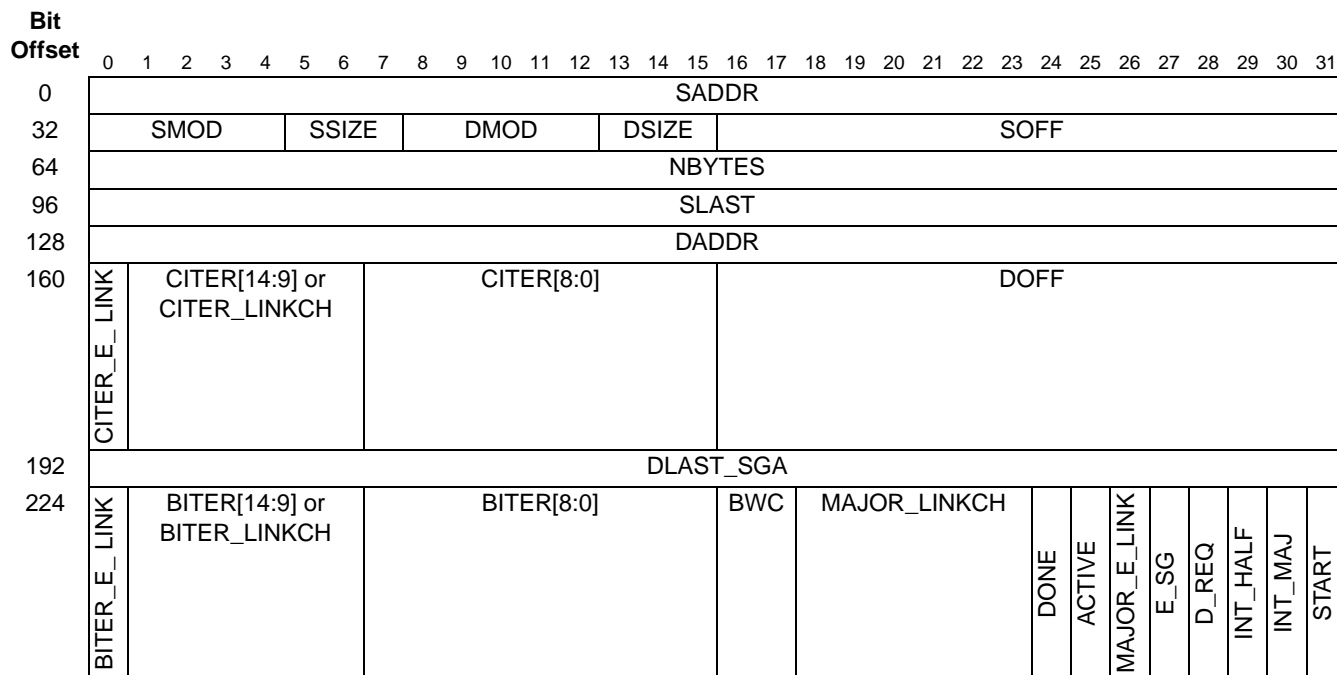 Bit
Offset 0 1 2 3 4 5 6 7 8 9 10 11 12 13 14 15 16 17 18 19 20 21 22 23 24 25 26 27 28 29 30 31
0 SADDR
32 SMOD SSIZE DMOD DSIZE SOFF
64 NBYTES
96 SLAST
128 DADDR
160 CITER_E_ LINK CITER[14:9] or CITER[8:0] DOFF
CITER_LINKCH
192 DLAST_SGA
224 BITER_E_ LINK BITER[14:9] or BITER[8:0] BWC MAJOR_LINKCH DONE ACTIVE MAJOR_E_LINK E_SG D_REQ INT_HALF INT_MAJ START
BITER_LINKCH